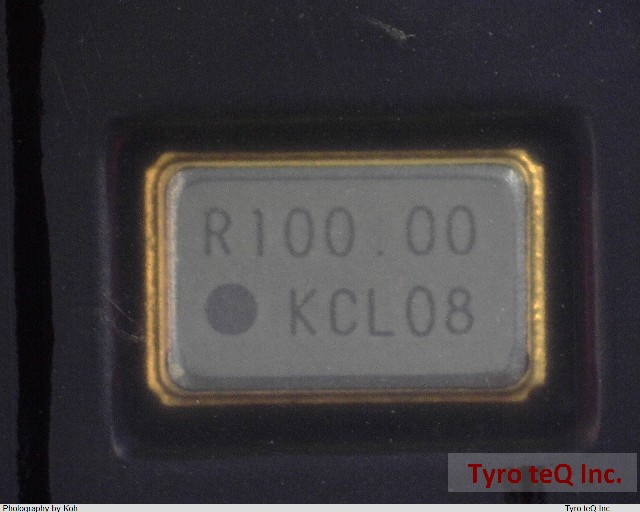 R100.00
KCL08
Tyro teQ Inc.
Photography by Koh
Tyro teQ Inc